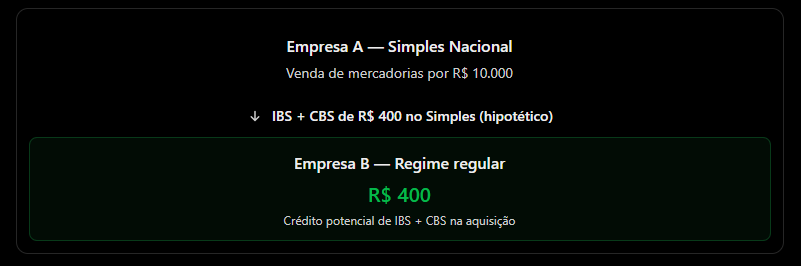 Empresa A — Simples Nacional
Venda de mercadorias por R$ 10.000
↓ IBS + CBS de R$ 400 no Simples (hipotético)
Empresa B — Regime regular
R$ 400
Crédito potencial de IBS + CBS na aquisição